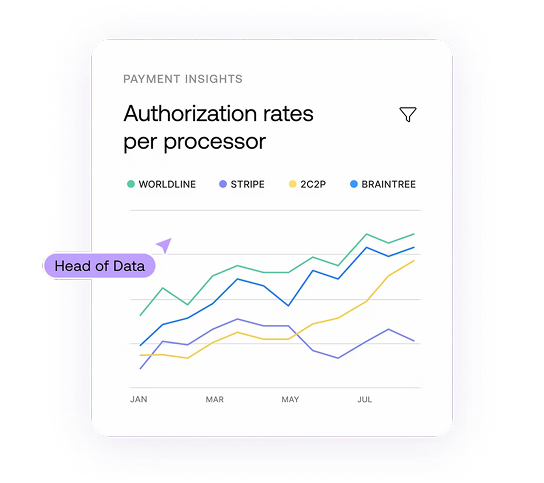 PAYMENT INSIGHTS
Authorization rates
per processor
WORLDLINE STRIPE 2C2P BRAINTREE
Head of Data
JAN MAR MAY JUL